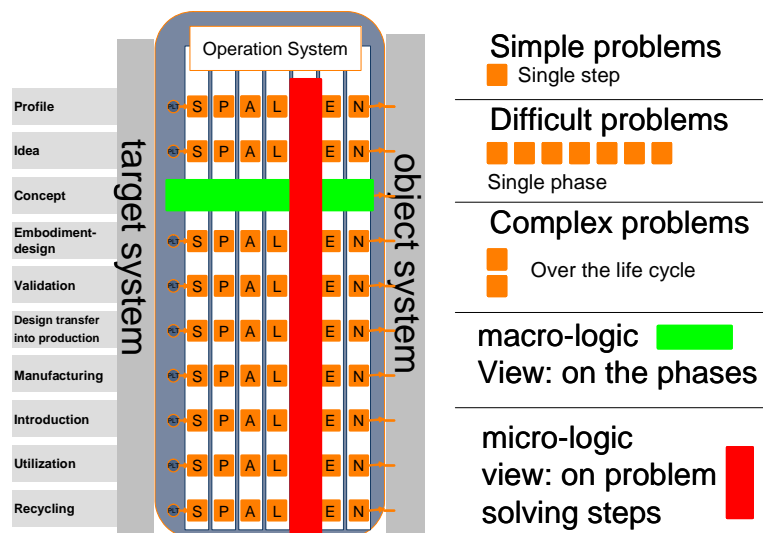 Operation System
Profile
S P A L E N
Idea
S P A L E N
Concept
Embodiment-
design
S P A L E N
Validation
S P A L E N
Design transfer
into production
S P A L E N
Manufacturing
S P A L E N
Introduction
S P A L E N
Utilization
S P A L E N
Recycling
S P A L E N
target system
object system
Simple problems
Single step
Difficult problems
Single phase
Complex problems
Over the life cycle
macro-logic
View: on the phases
micro-logic
view: on problem
solving steps